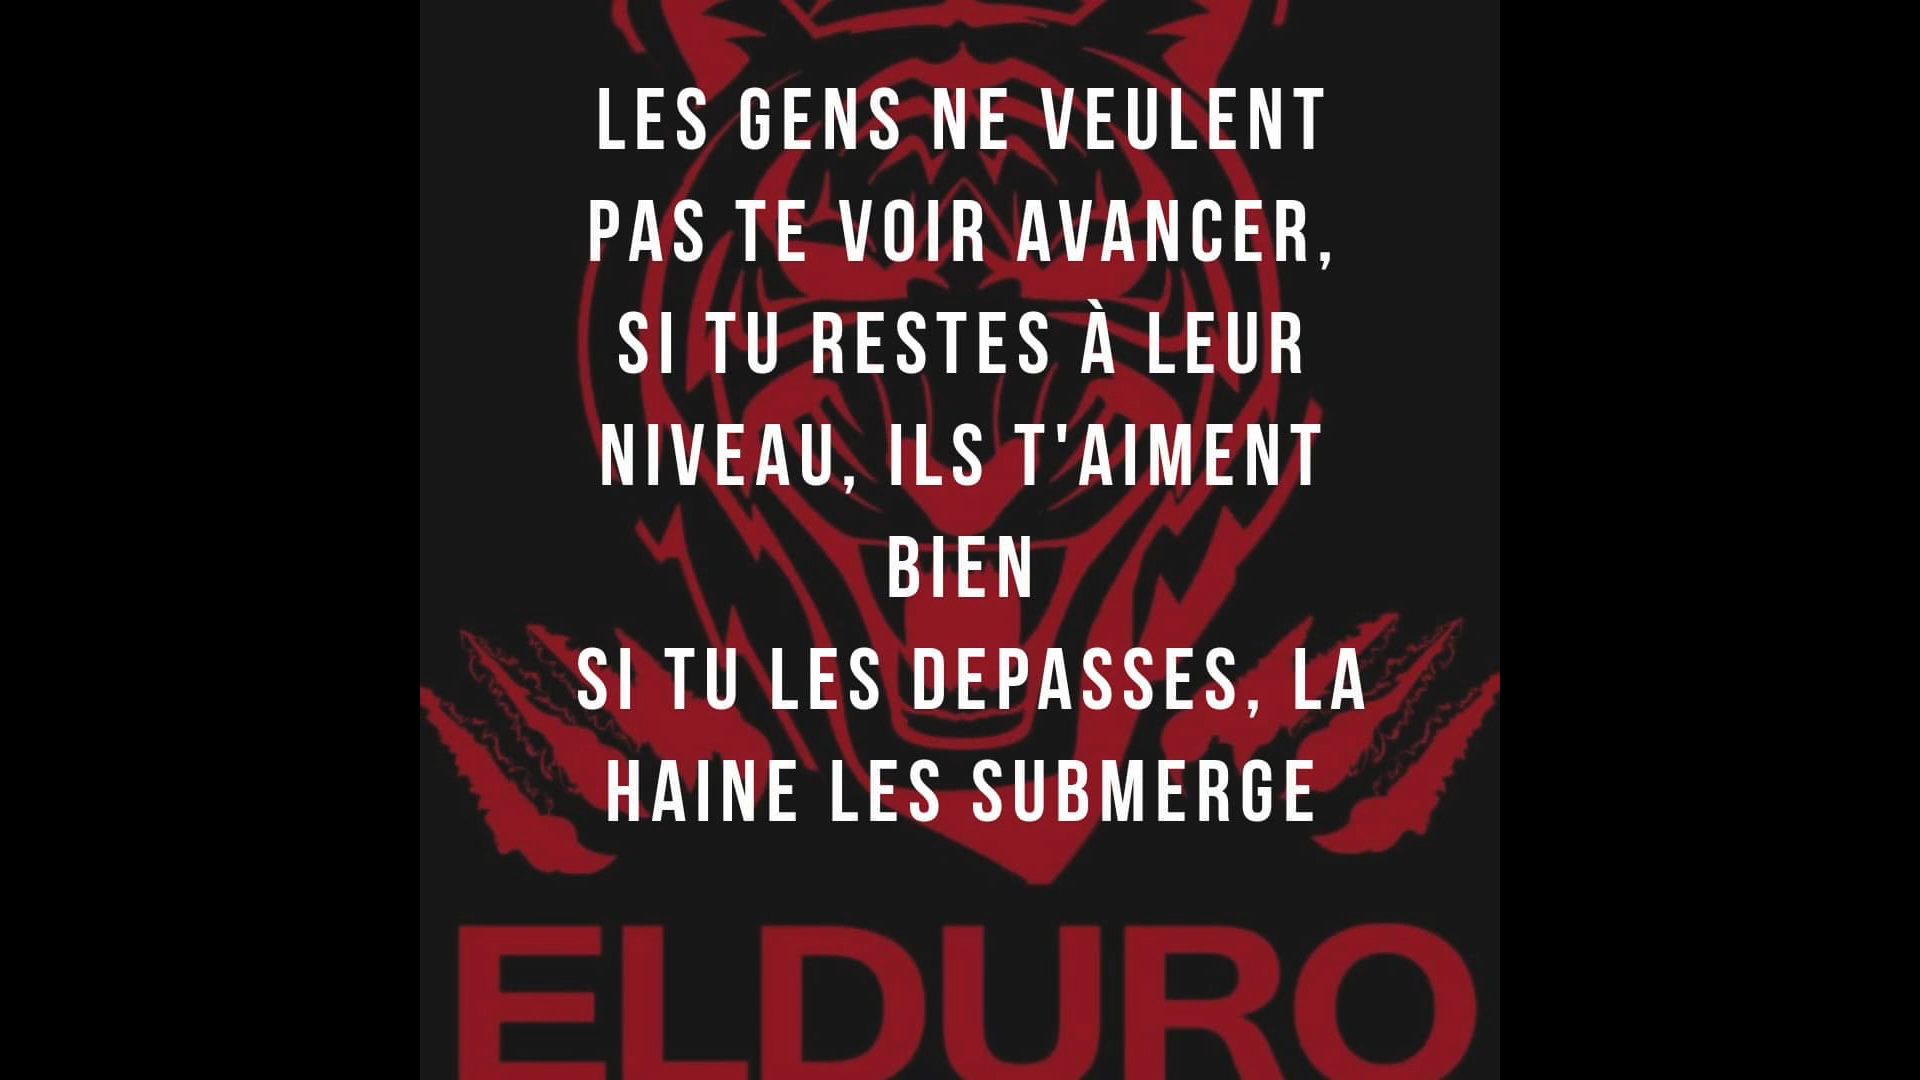 LES GENS NE VEULENT
PAS TE VOIR AVANCER,
SI TU RESTES À LEUR
NIVEAU, ILS T'AIMENT
BIEN
SI TU LES DEPASSES, LA
HAINE LES SUBMERGE
ELDURO